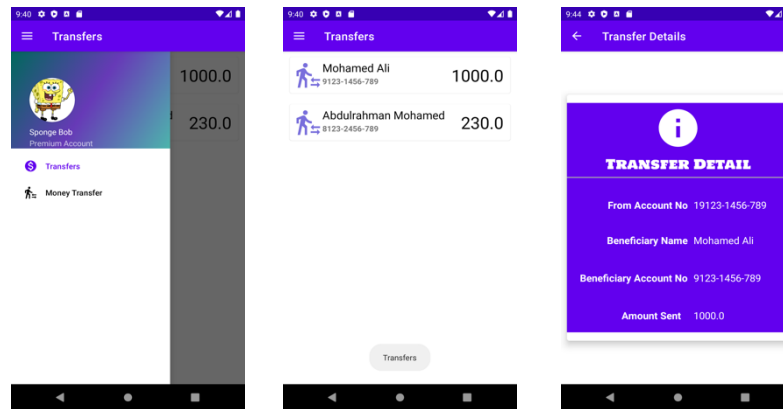 9:40
Transfers
1000.0
230.0
Sponge Bob
Premium Account
Transfers
Money Transfer
9:40
Transfers
Mohamed Ali
9123-1456-789
1000.0
Abdulrahman Mohamed
8123-2456-789
230.0
Transfers
9:44
Transfer Details
Transfer Detail
From Account No 19123-1456-789
Beneficiary Name Mohamed Ali
Beneficiary Account No 9123-1456-789
Amount Sent 1000.0